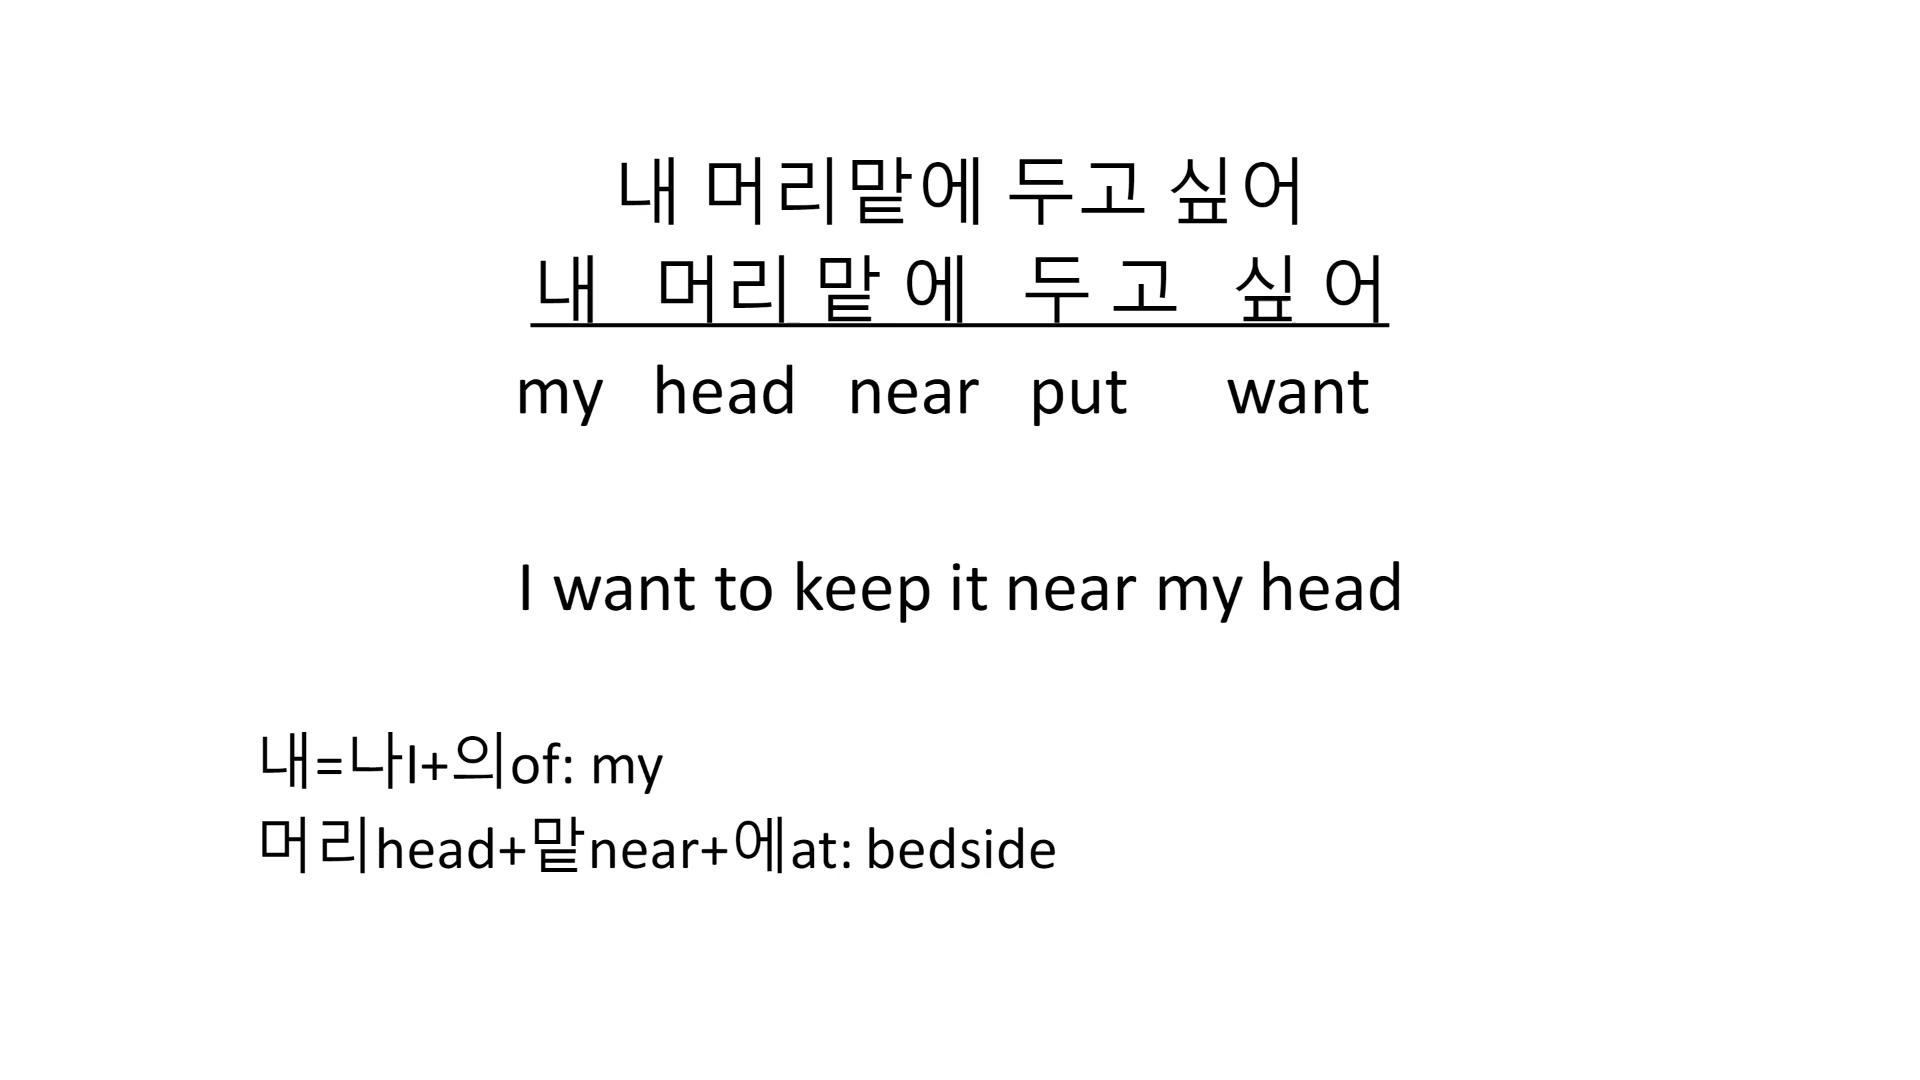 내 머리맡에 두고 싶어
내 머리 맡 에 두 고 싶 어
my head near put want
I want to keep it near my head
내=나I+의of: my
머리head+맡near+에at: bedside